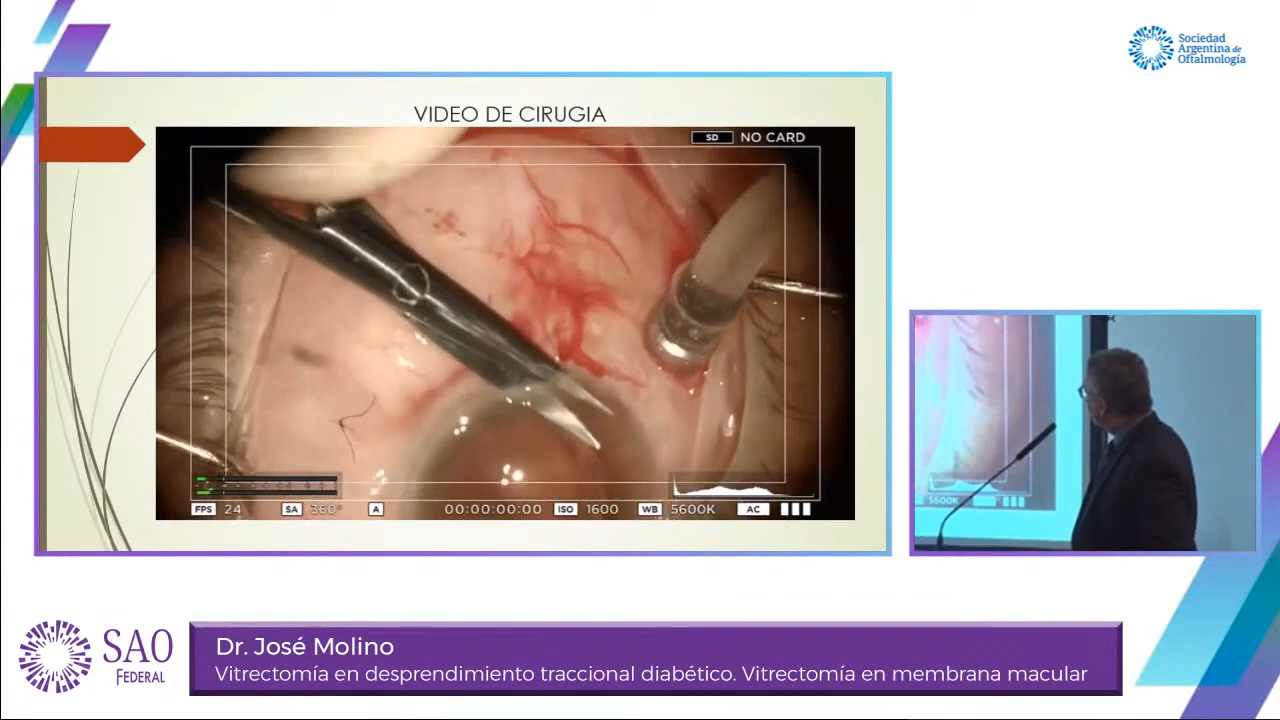 Sociedad
Argentina de
Oftalmología
VIDEO DE CIRUGIA
SD NO CARD
FPS 24 SA 360° A 00:00:00:00 ISO 1600 WB 5600K AC
5600K
SAO
FEDERAL
Dr. José Molino
Vitrectomía en desprendimiento traccional diabético. Vitrectomía en membrana macular